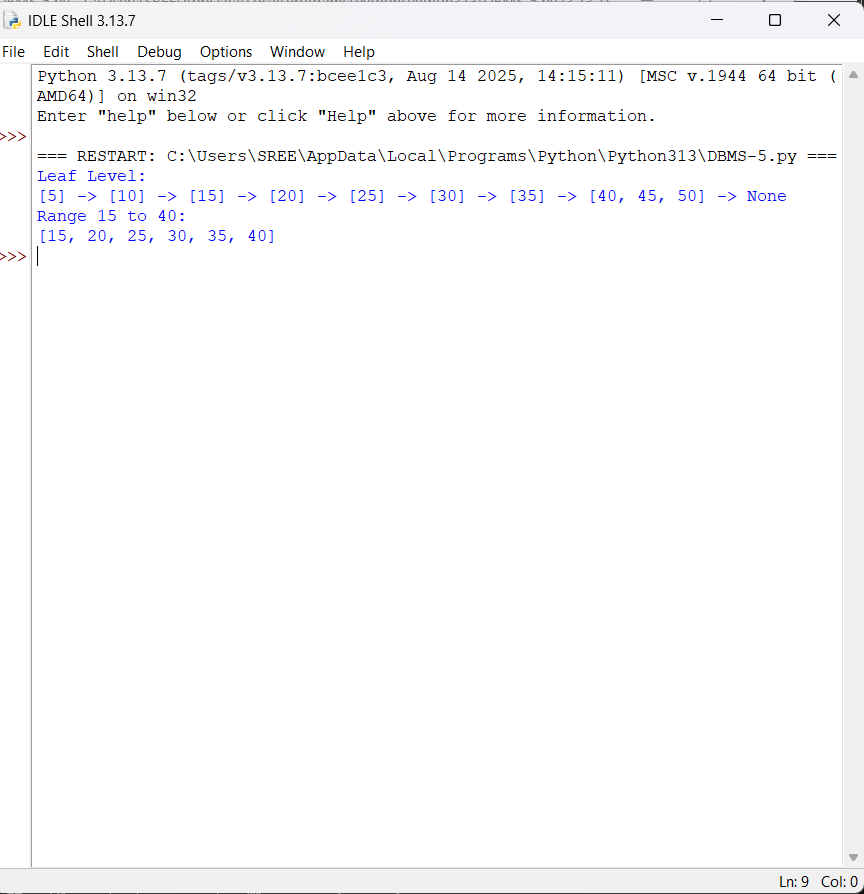 IDLE Shell 3.13.7
File Edit Shell Debug Options Window Help
Python 3.13.7 (tags/v3.13.7:bcee1c3, Aug 14 2025, 14:15:11) [MSC v.1944 64 bit (
AMD64)] on win32
Enter "help" below or click "Help" above for more information.
>>>
=== RESTART: C:\Users\SREE\AppData\Local\Programs\Python\Python313\DBMS-5.py ===
Leaf Level:
[5] -> [10] -> [15] -> [20] -> [25] -> [30] -> [35] -> [40, 45, 50] -> None
Range 15 to 40:
[15, 20, 25, 30, 35, 40]
>>>
Ln: 9 Col: 0